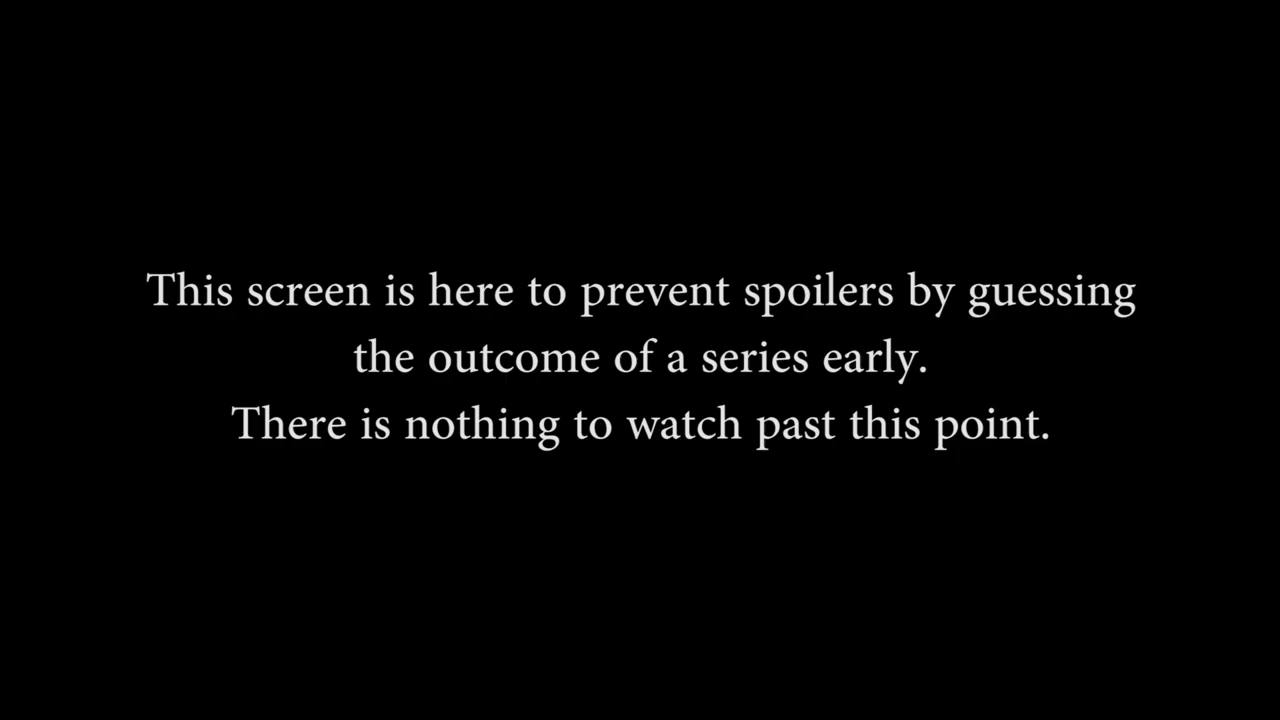 This screen is here to prevent spoilers by guessing
the outcome of a series early.
There is nothing to watch past this point.